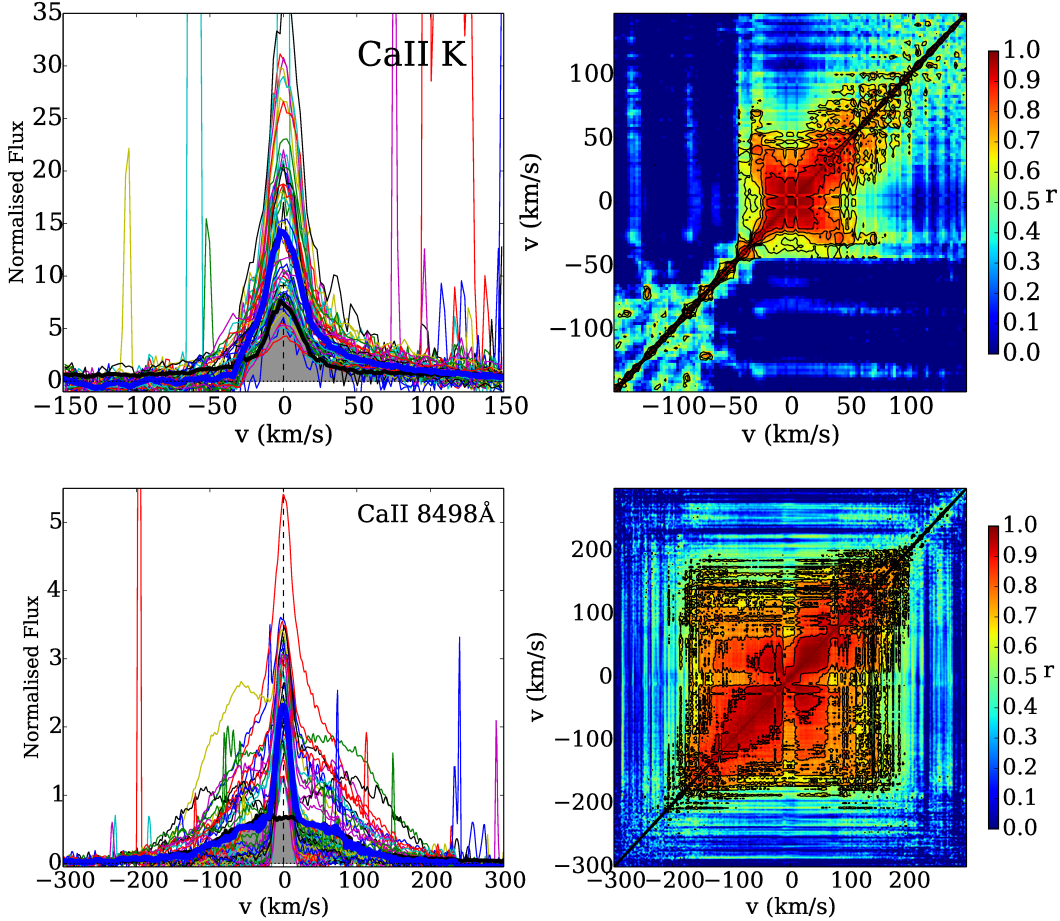 35
30
25
20
15
10
5
0
Normalised Flux
CaII K
−150 −100 −50 0 50 100 150
v (km/s)
100
50
0
−50
−100
v (km/s)
−100 −50 0 50 100
v (km/s)
1.0
0.9
0.8
0.7
0.6
0.5
0.4
0.3
0.2
0.1
0.0
r
5
4
3
2
1
0
Normalised Flux
CaII 8498Å
−300 −200 −100 0 100 200 300
v (km/s)
200
100
0
−100
−200
−300
v (km/s)
−300 −200 −100 0 100 200
v (km/s)
1.0
0.9
0.8
0.7
0.6
0.5
0.4
0.3
0.2
0.1
0.0
r